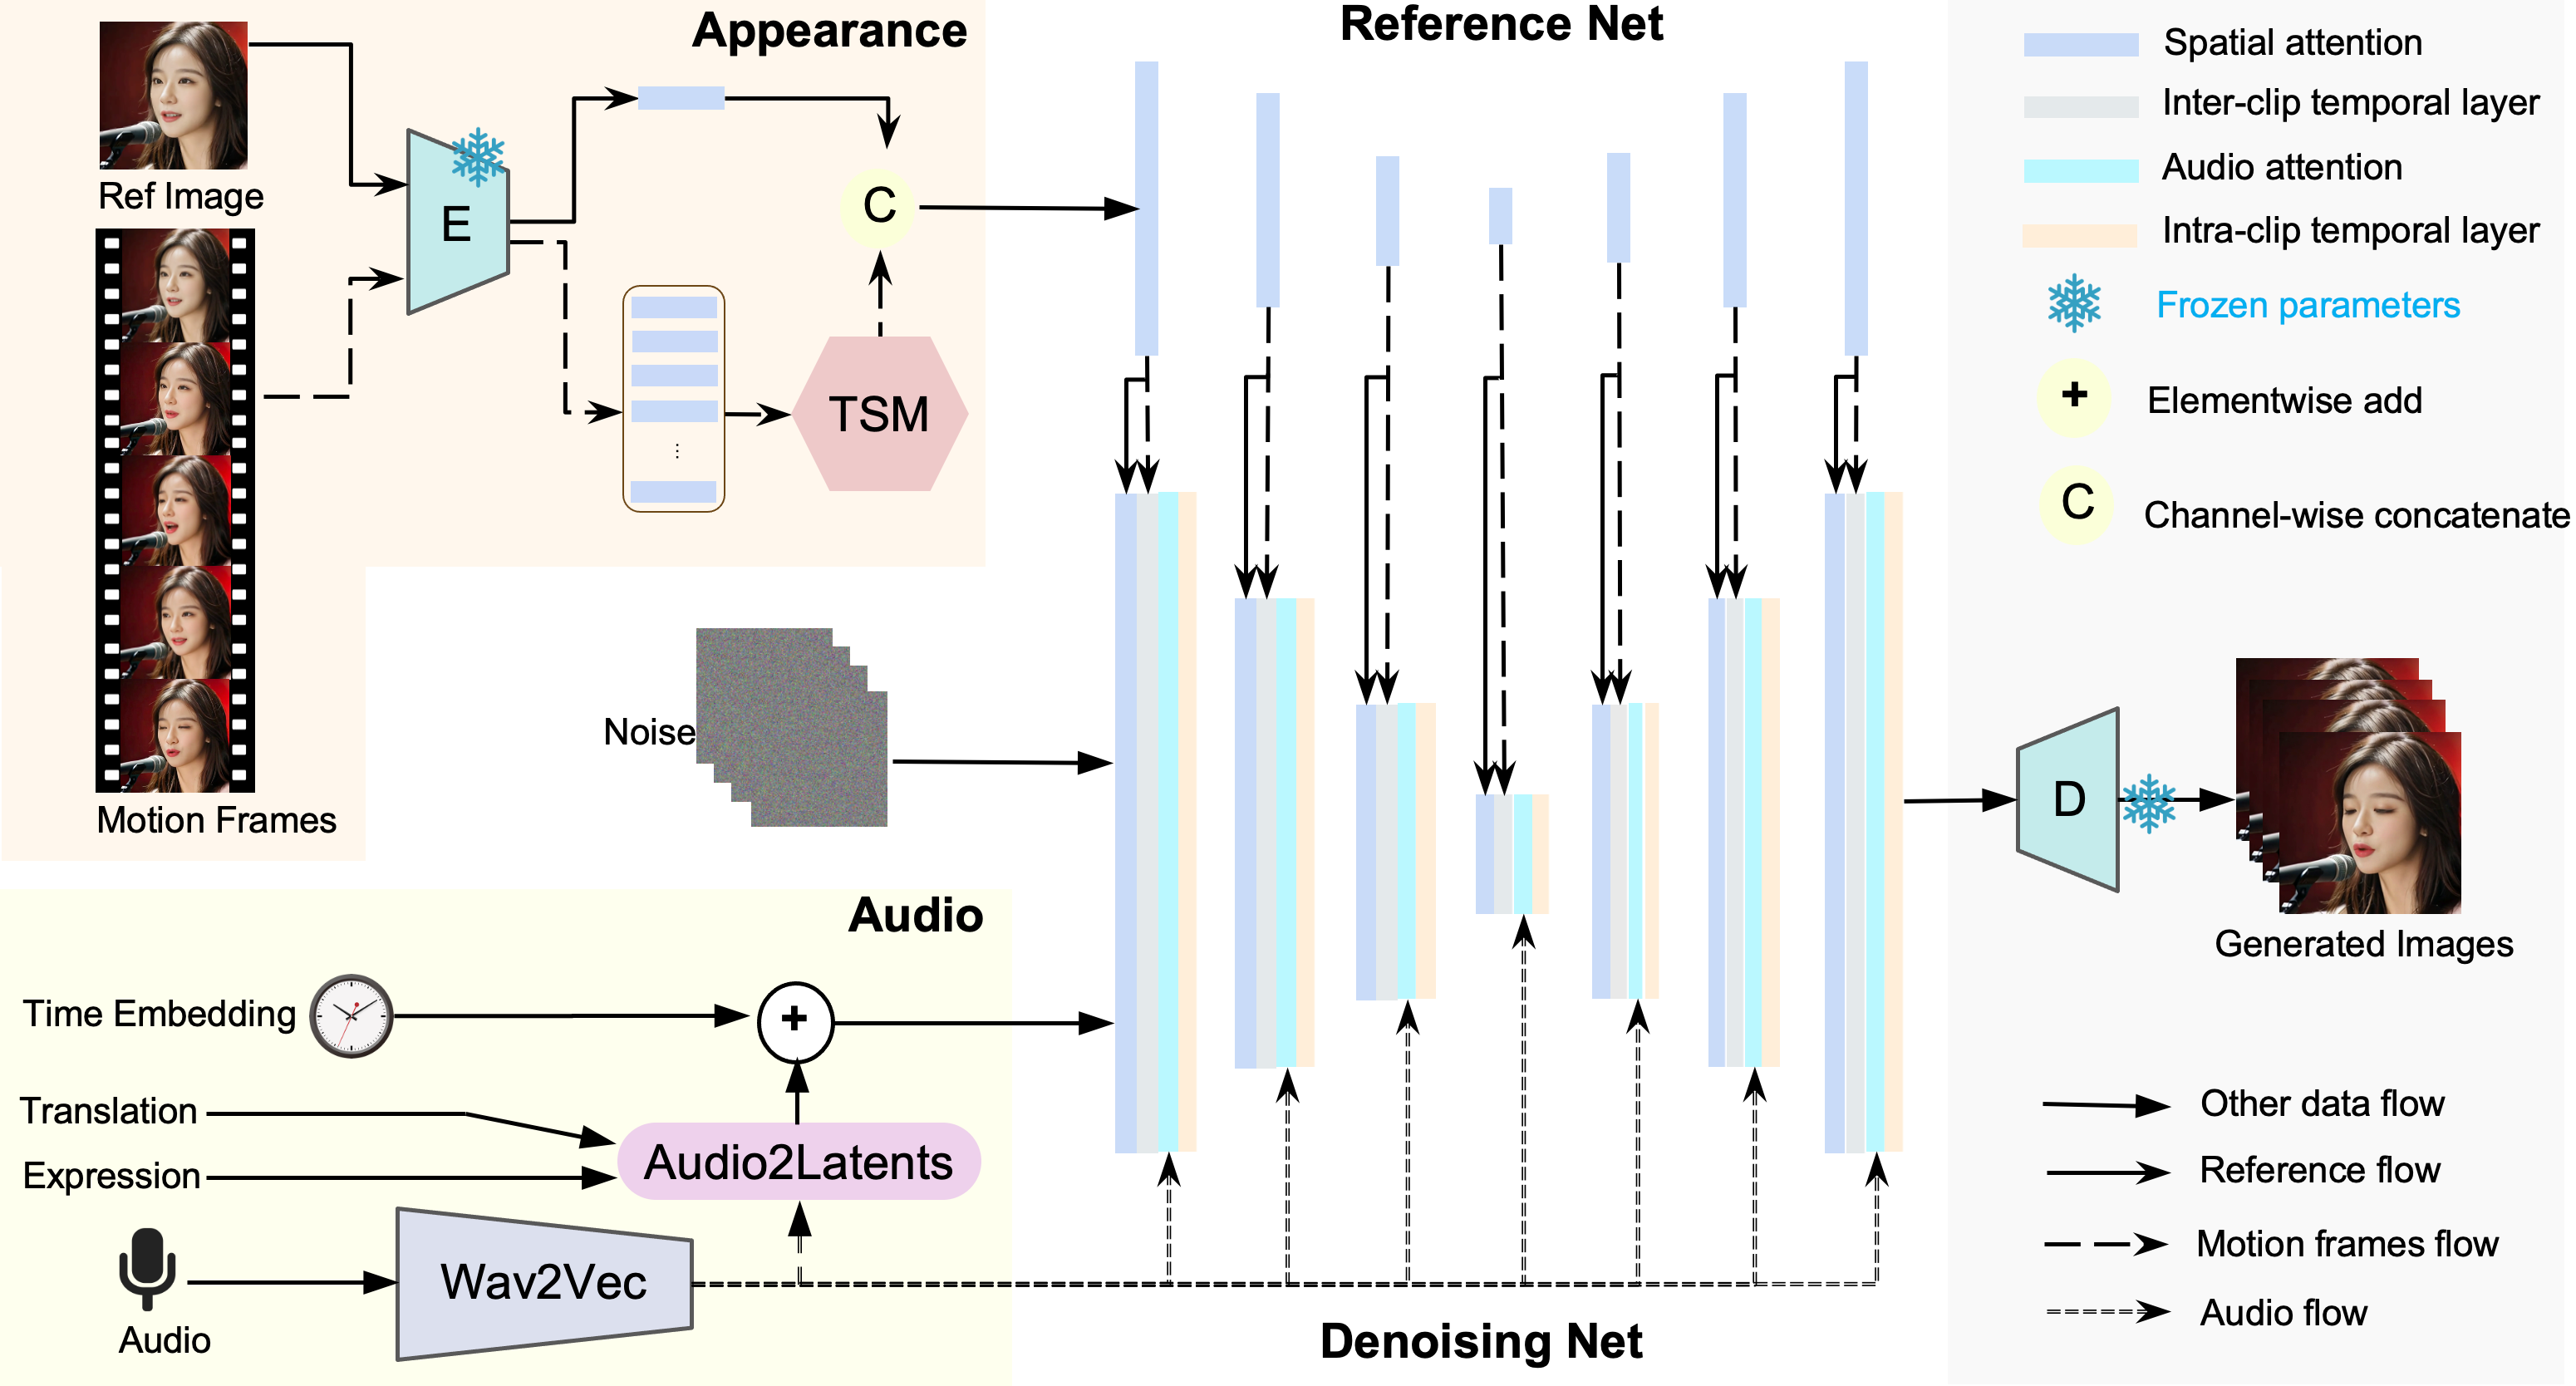 Appearance
Ref Image
E
C
TSM
⋮
Motion Frames
Reference Net
Noise
Audio
Time Embedding
+
Translation
Expression
Audio2Latents
Wav2Vec
Audio
Denoising Net
Spatial attention
Inter-clip temporal layer
Audio attention
Intra-clip temporal layer
Frozen parameters
+ Elementwise add
C Channel-wise concatenate
D
Generated Images
Other data flow
Reference flow
Motion frames flow
Audio flow